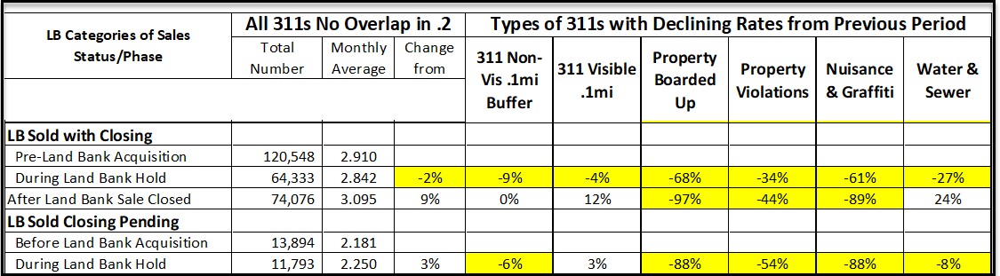 LB Categories of Sales Status/Phase
All 311s No Overlap in .2
Types of 311s with Declining Rates from Previous Period
Total Number
Monthly Average
Change from
311 Non-Vis .1mi Buffer
311 Visible .1mi
Property Boarded Up
Property Violations
Nuisance & Graffiti
Water & Sewer
LB Sold with Closing
Pre-Land Bank Acquisition 120,548 2.910
During Land Bank Hold 64,333 2.842 -2% -9% -4% -68% -34% -61% -27%
After Land Bank Sale Closed 74,076 3.095 9% 0% 12% -97% -44% -89% 24%
LB Sold Closing Pending
Before Land Bank Acquisition 13,894 2.181
During Land Bank Hold 11,793 2.250 3% -6% 3% -88% -54% -88% -8%